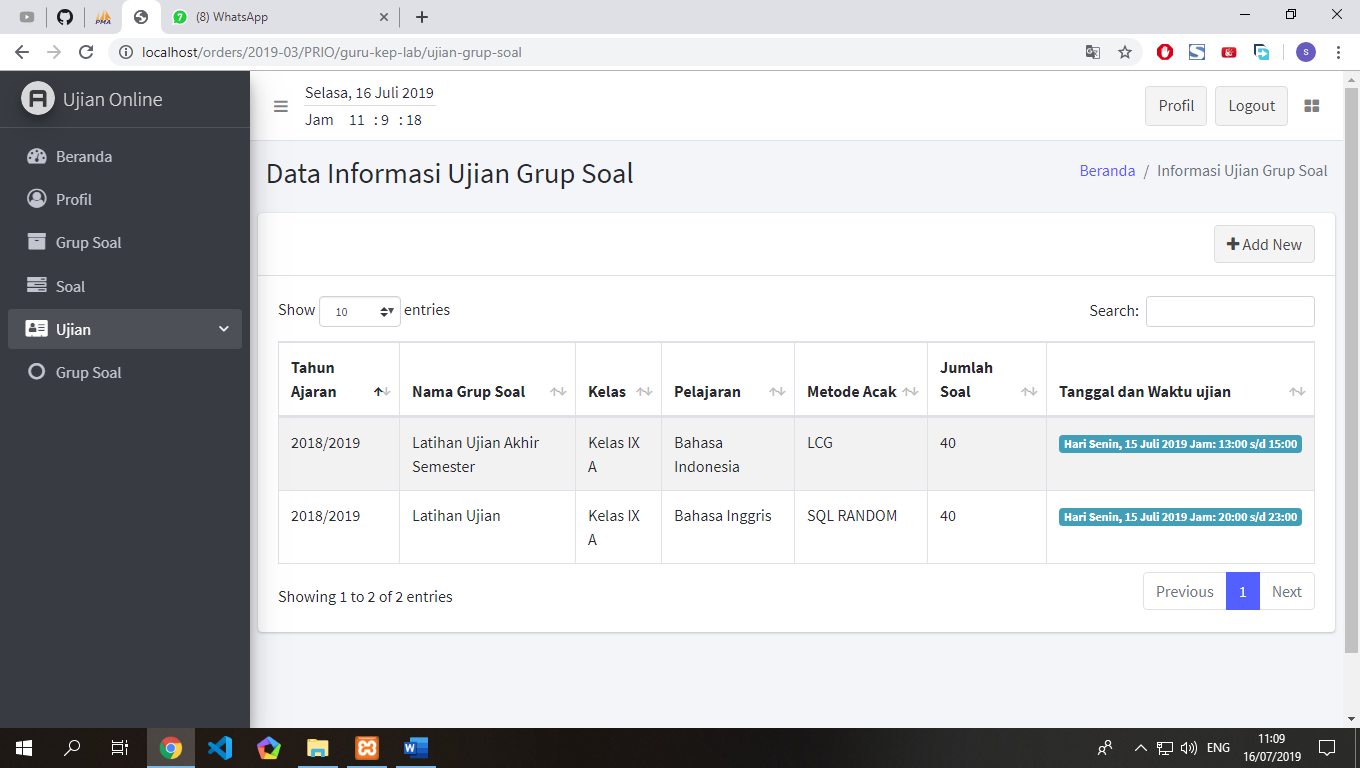 PMA
(8) WhatsApp
localhost/orders/2019-03/PRIO/guru-kep-lab/ujian-grup-soal
s
Ujian Online
Selasa, 16 Juli 2019
Jam 11 : 9 : 18
Profil
Logout
Beranda
Profil
Grup Soal
Soal
Ujian
Grup Soal
Data Informasi Ujian Grup Soal
Beranda / Informasi Ujian Grup Soal
Add New
Show 10 entries
Search:
Tahun Ajaran Nama Grup Soal Kelas Pelajaran Metode Acak Jumlah Soal Tanggal dan Waktu ujian
2018/2019 Latihan Ujian Akhir Semester Kelas IX A Bahasa Indonesia LCG 40 Hari Senin, 15 Juli 2019 Jam: 13:00 s/d 15:00
2018/2019 Latihan Ujian Kelas IX A Bahasa Inggris SQL RANDOM 40 Hari Senin, 15 Juli 2019 Jam: 20:00 s/d 23:00
Showing 1 to 2 of 2 entries
Previous 1 Next
ENG
11:09
16/07/2019